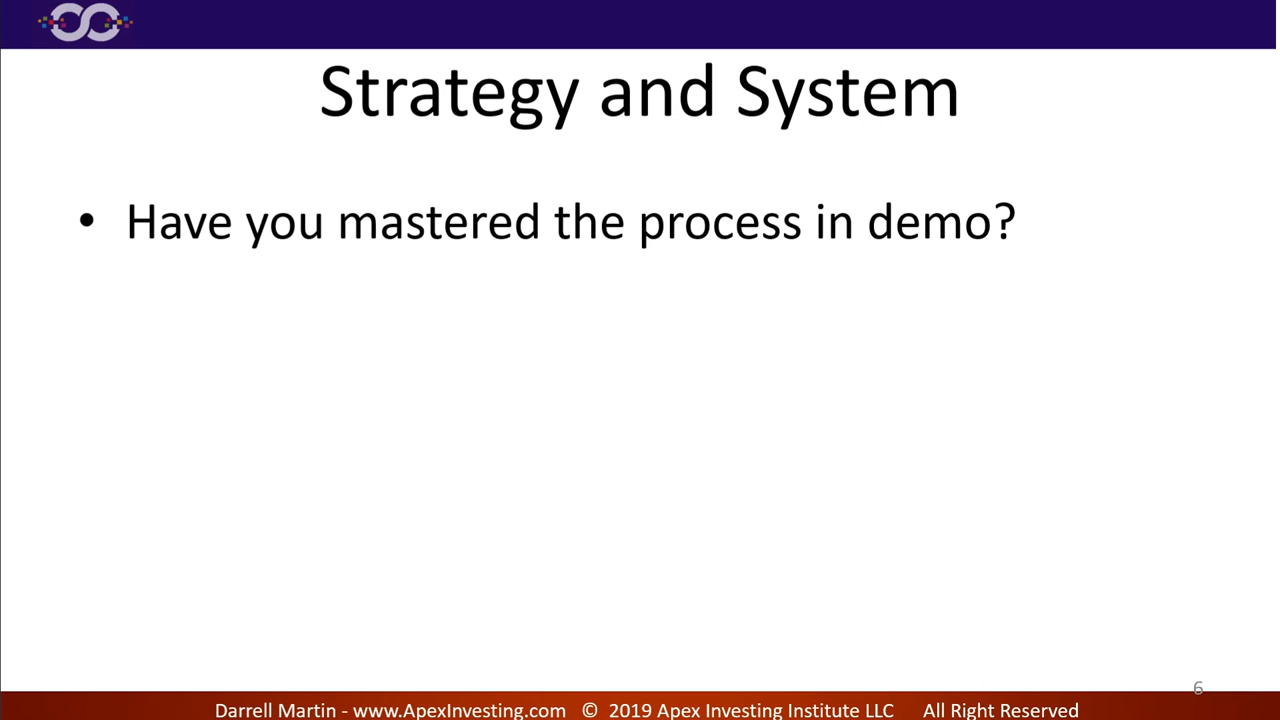 Strategy and System
• Have you mastered the process in demo?
6
Darrell Martin - www.ApexInvesting.com © 2019 Apex Investing Institute LLC All Right Reserved